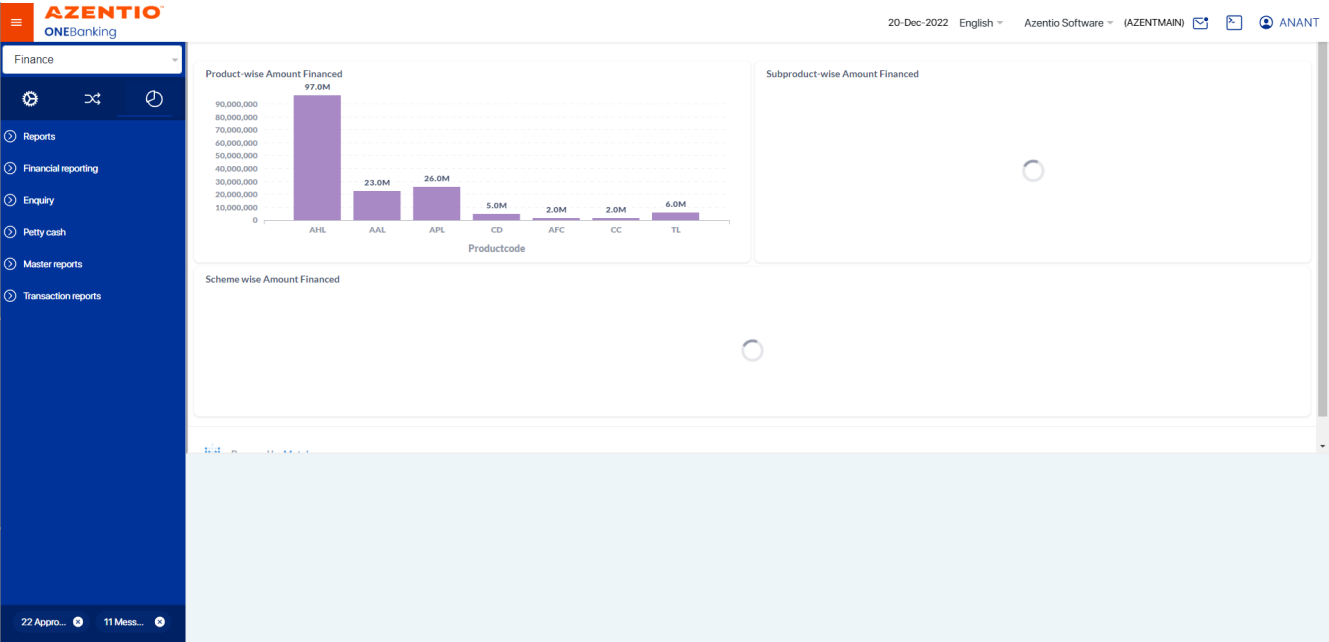 AZENTIO
ONEBanking
20-Dec-2022 English Azentio Software (AZENTMAIN) ANANT
Finance
Reports
Financial reporting
Enquiry
Petty cash
Master reports
Transaction reports
22 Appro... 11 Mess...
Product-wise Amount Financed
97.0M
90,000,000
80,000,000
70,000,000
60,000,000
50,000,000
40,000,000
30,000,000
20,000,000
10,000,000
0
23.0M
26.0M
5.0M
2.0M
2.0M
6.0M
AHL AAL APL CD AFC CC TL
Productcode
Subproduct-wise Amount Financed
Scheme wise Amount Financed